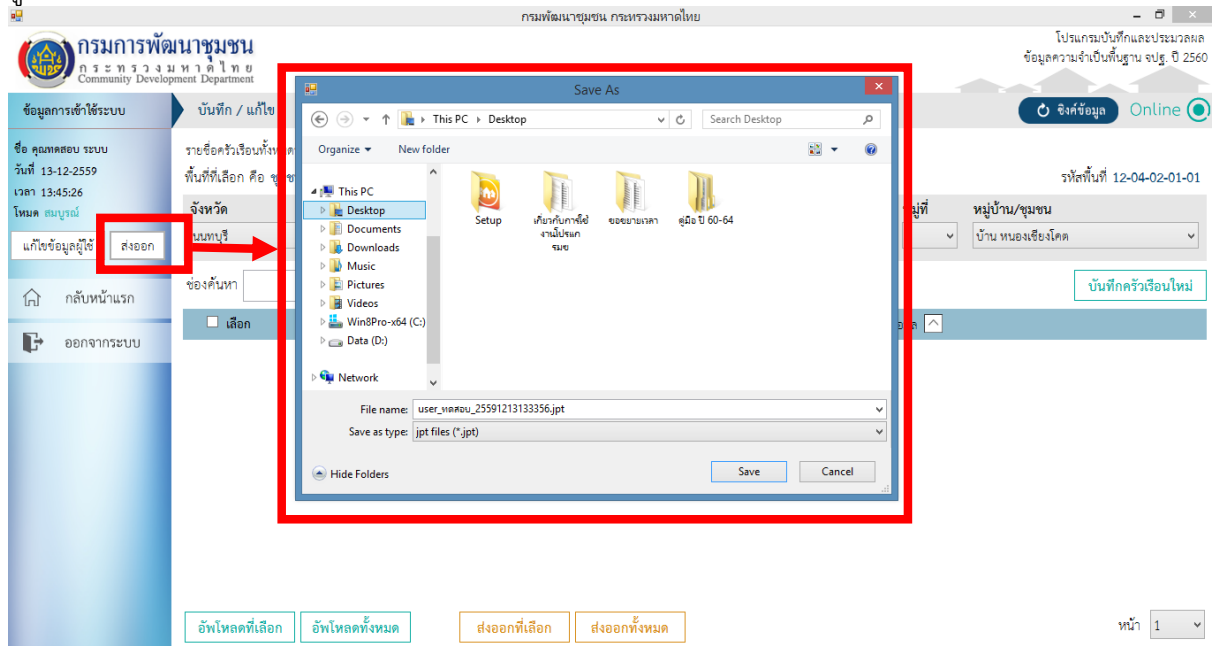 กรมพัฒนาชุมชน กระทรวงมหาดไทย
กรมการพัฒนาชุมชน
กระทรวงมหาดไทย
Community Development Department
โปรแกรมบันทึกและประมวลผล
ข้อมูลความจำเป็นพื้นฐาน จปฐ. ปี 2560
ข้อมูลการเข้าใช้ระบบ
บันทึก / แก้ไข
ซิงค์ข้อมูล
Online
ชื่อ คุณทดสอบ ระบบ
วันที่ 13-12-2559
เวลา 13:45:26
โหมด สมบูรณ์
แก้ไขข้อมูลผู้ใช้
ส่งออก
กลับหน้าแรก
ออกจากระบบ
รายชื่อครัวเรือนทั้งหมด
พื้นที่ที่เลือก คือ
รหัสพื้นที่ 12-04-02-01-01
จังหวัด
หมู่บ้าน/ชุมชน
นนทบุรี
บ้าน หนองเชียงโคต
ช่องค้นหา
บันทึกครัวเรือนใหม่
เลือก
Save As
This PC
Desktop
Search Desktop
Organize
New folder
This PC
Desktop
Documents
Downloads
Music
Pictures
Videos
Win8Pro-x64 (C:)
Data (D:)
Network
Setup
เกี่ยวกับการใช้
งานโปรแก
รมข
ขอขยายเวลา
คู่มือ ปี 60-64
File name: user_ทดสอบ_25591213133356.jpt
Save as type: jpt files (*.jpt)
Hide Folders
Save
Cancel
อัพโหลดที่เลือก
อัพโหลดทั้งหมด
ส่งออกที่เลือก
ส่งออกทั้งหมด
หน้า 1